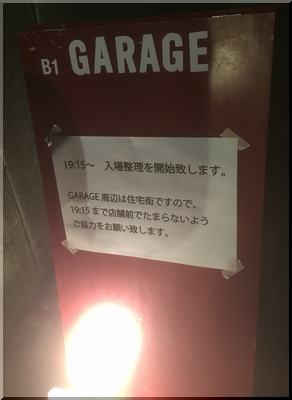 B1 GARAGE
19:15～　入場整理を開始致します。
GARAGE 周辺は住宅街ですので、
19:15 まで店舗前でたまらないよう
ご協力をお願い致します。